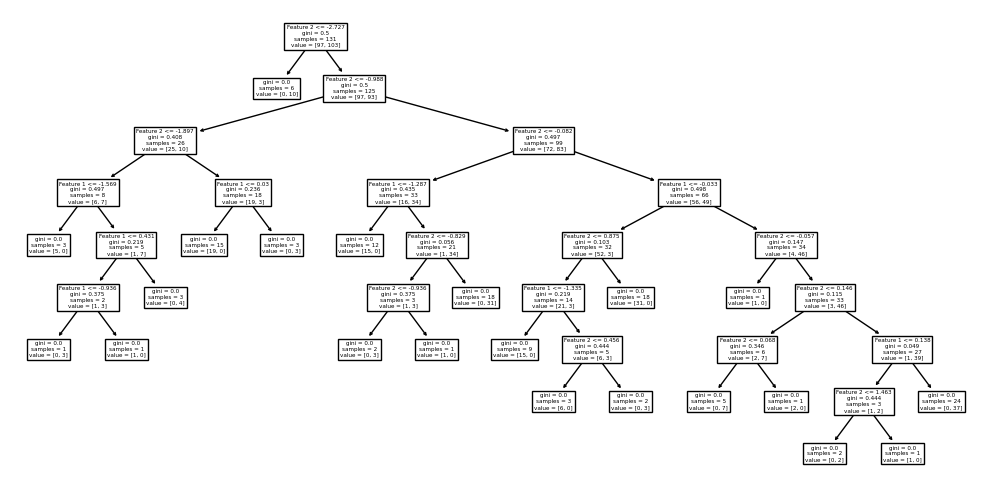 Feature 2 <= -2.727
gini = 0.5
samples = 131
value = [97, 103]
gini = 0.0
samples = 6
value = [0, 10]
Feature 2 <= -0.988
gini = 0.5
samples = 125
value = [97, 93]
Feature 2 <= -1.897
gini = 0.408
samples = 26
value = [25, 10]
Feature 2 <= -0.082
gini = 0.497
samples = 99
value = [72, 83]
Feature 1 <= -1.569
gini = 0.497
samples = 8
value = [6, 7]
Feature 1 <= 0.03
gini = 0.236
samples = 18
value = [19, 3]
Feature 1 <= -1.287
gini = 0.435
samples = 33
value = [16, 34]
Feature 1 <= -0.033
gini = 0.498
samples = 66
value = [56, 49]
gini = 0.0
samples = 3
value = [5, 0]
Feature 1 <= 0.431
gini = 0.219
samples = 5
value = [1, 7]
gini = 0.0
samples = 15
value = [19, 0]
gini = 0.0
samples = 3
value = [0, 3]
gini = 0.0
samples = 12
value = [15, 0]
Feature 2 <= -0.829
gini = 0.056
samples = 21
value = [1, 34]
Feature 2 <= 0.875
gini = 0.103
samples = 32
value = [52, 3]
Feature 2 <= -0.057
gini = 0.147
samples = 34
value = [4, 46]
Feature 1 <= -0.936
gini = 0.375
samples = 2
value = [1, 3]
gini = 0.0
samples = 3
value = [0, 4]
Feature 2 <= -0.936
gini = 0.375
samples = 3
value = [1, 3]
gini = 0.0
samples = 18
value = [0, 31]
Feature 1 <= -1.335
gini = 0.219
samples = 14
value = [21, 3]
gini = 0.0
samples = 18
value = [31, 0]
gini = 0.0
samples = 1
value = [1, 0]
Feature 2 <= 0.146
gini = 0.115
samples = 33
value = [3, 46]
gini = 0.0
samples = 1
value = [0, 3]
gini = 0.0
samples = 1
value = [1, 0]
gini = 0.0
samples = 2
value = [0, 3]
gini = 0.0
samples = 1
value = [1, 0]
gini = 0.0
samples = 9
value = [15, 0]
Feature 2 <= 0.456
gini = 0.444
samples = 5
value = [6, 3]
Feature 2 <= 0.068
gini = 0.346
samples = 6
value = [2, 7]
Feature 1 <= 0.138
gini = 0.049
samples = 27
value = [1, 39]
gini = 0.0
samples = 3
value = [6, 0]
gini = 0.0
samples = 2
value = [0, 3]
gini = 0.0
samples = 5
value = [0, 7]
gini = 0.0
samples = 1
value = [2, 0]
Feature 2 <= 1.463
gini = 0.444
samples = 3
value = [1, 2]
gini = 0.0
samples = 24
value = [0, 37]
gini = 0.0
samples = 2
value = [0, 2]
gini = 0.0
samples = 1
value = [1, 0]